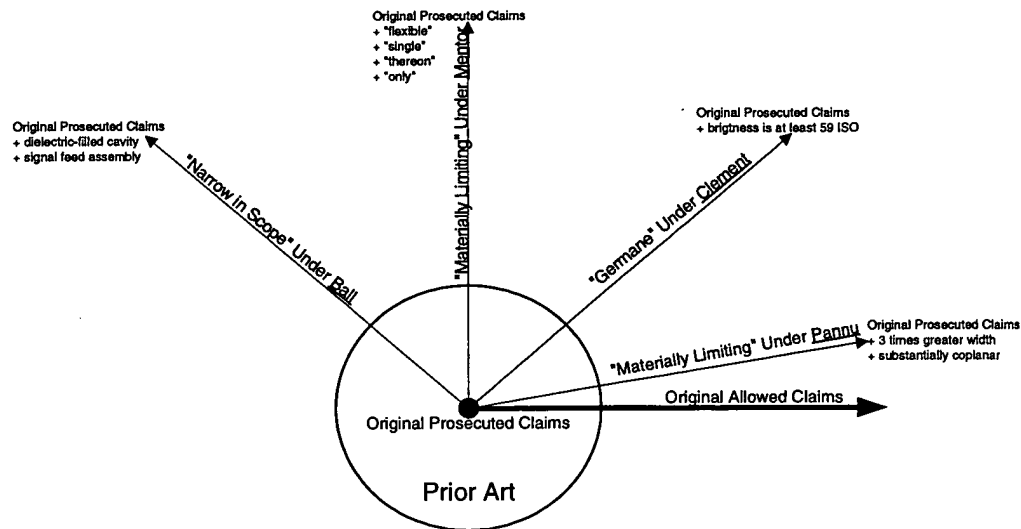 Original Prosecuted Claims
+ "flexible"
+ "single"
+ "thereon"
+ "only"
"Materially Limiting" Under Mentor
Original Prosecuted Claims
+ dielectric-filled cavity
+ signal feed assembly
"Narrow in Scope" Under Ball
Original Prosecuted Claims
+ brigtness is at least 59 ISO
"Germane" Under Clement
"Materially Limiting" Under Pannu
Original Prosecuted Claims
+ 3 times greater width
+ substantially coplanar
Original Allowed Claims
Original Prosecuted Claims
Prior Art